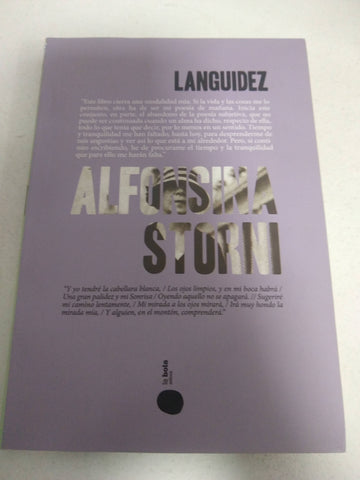 LANGUIDEZ
"Este libro cierra una modalidad mía. Si la vida y las cosas me lo
permiten, otra ha de ser mi poesía de mañana. Inicia este
conjunto, en parte, el abandono de la poesía subjetiva, que no
puede ser continuada cuando un alma ha dicho, respecto de ella,
todo lo que tenía que decir, por lo menos en un sentido. Tiempo
y tranquilidad me han faltado, hasta hoy, para desprenderme de
mis angustias y ver así lo que está a mi alrededor. Pero, si conti
núo escribiendo, he de procurarme el tiempo y la tranquilidad
que para ello me harán falta."
ALFONSINA
STORNI
"Y yo tendré la cabellera blanca, / Los ojos limpios, y en mi boca habrá /
Una gran palidez y mi Sonrisa / Oyendo aquello no se apagará. // Sugeriré
mi camino lentamente, / Mi mirada a los ojos mirará, / Irá muy hondo la
mirada mía, / Y alguien, en el montón, comprenderá."
la bola